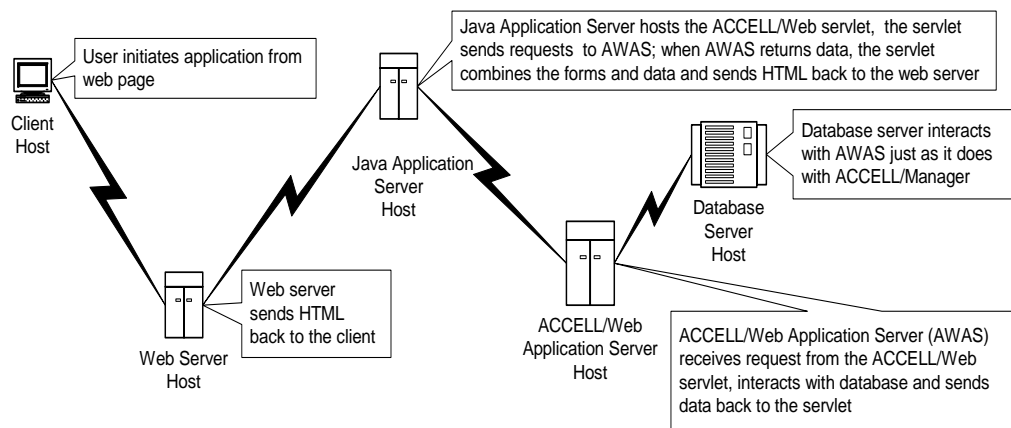 Java Application Server hosts the ACCELL/Web servlet, the servlet
sends requests to AWAS; when AWAS returns data, the servlet
combines the forms and data and sends HTML back to the web server
User initiates application from
web page
Client
Host
Java Application
Server
Host
Database server interacts
with AWAS just as it does
with ACCELL/Manager
Database
Server
Host
Web server
sends HTML
back to the client
Web Server
Host
ACCELL/Web
Application Server
Host
ACCELL/Web Application Server (AWAS)
receives request from the ACCELL/Web
servlet, interacts with database and sends
data back to the servlet